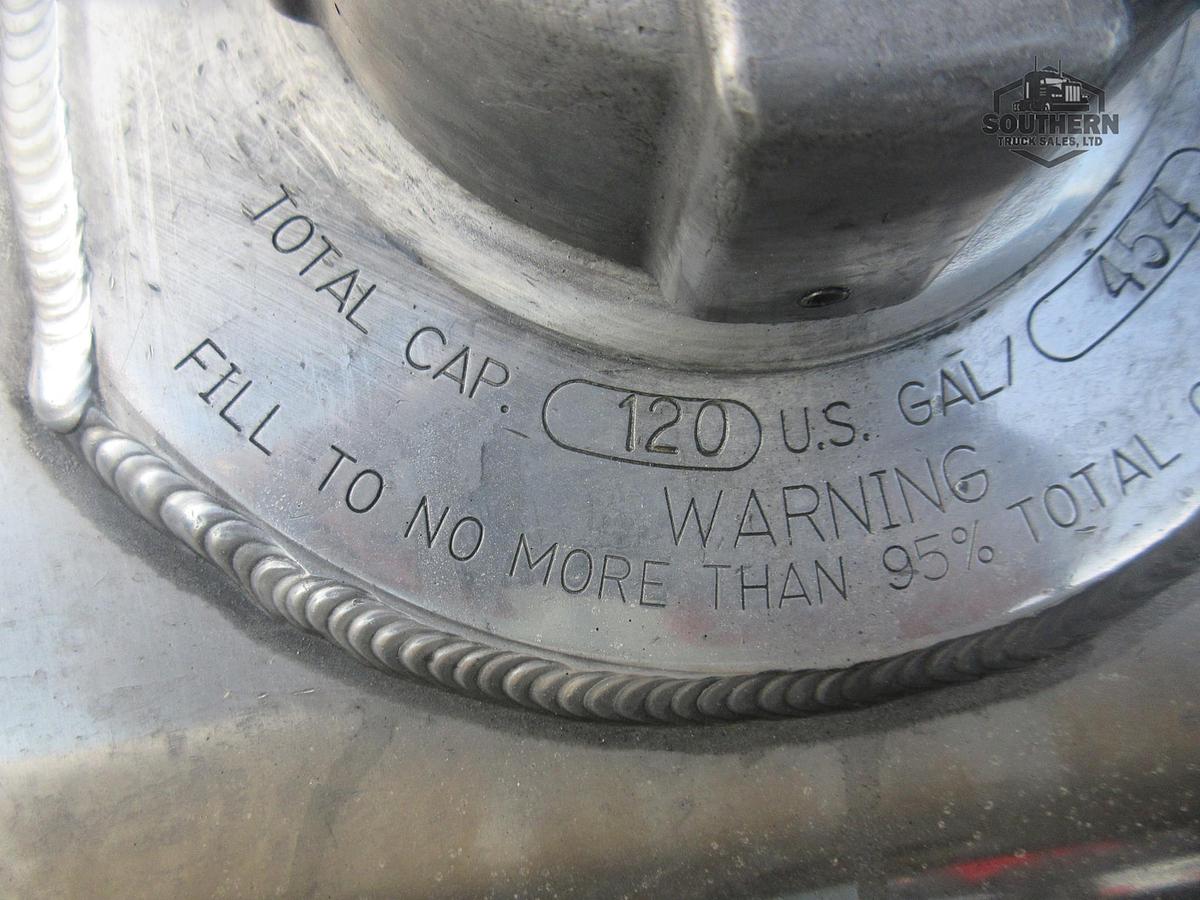 SOUTHERN
TRUCK SALES, LTD
TOTAL CAP. 120 U.S. GAL/ 454
WARNING
FILL TO NO MORE THAN 95% TOTAL